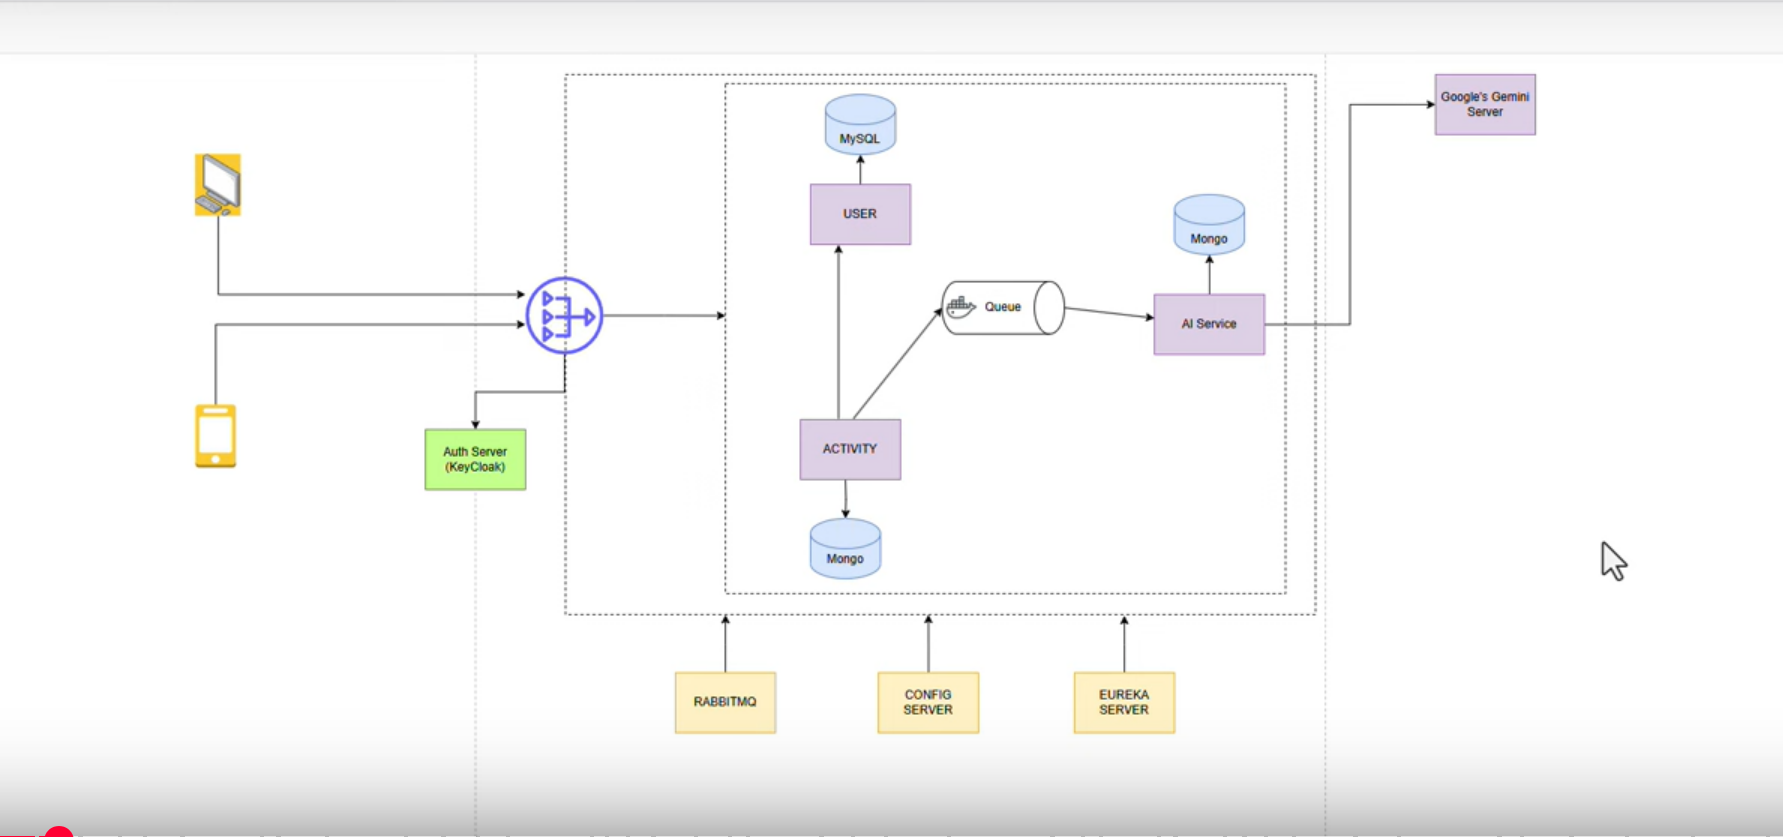 Google's Gemini
Server
MySQL
USER
Mongo
Queue
AI Service
Auth Server
(KeyCloak)
ACTIVITY
Mongo
RABBITMQ
CONFIG
SERVER
EUREKA
SERVER